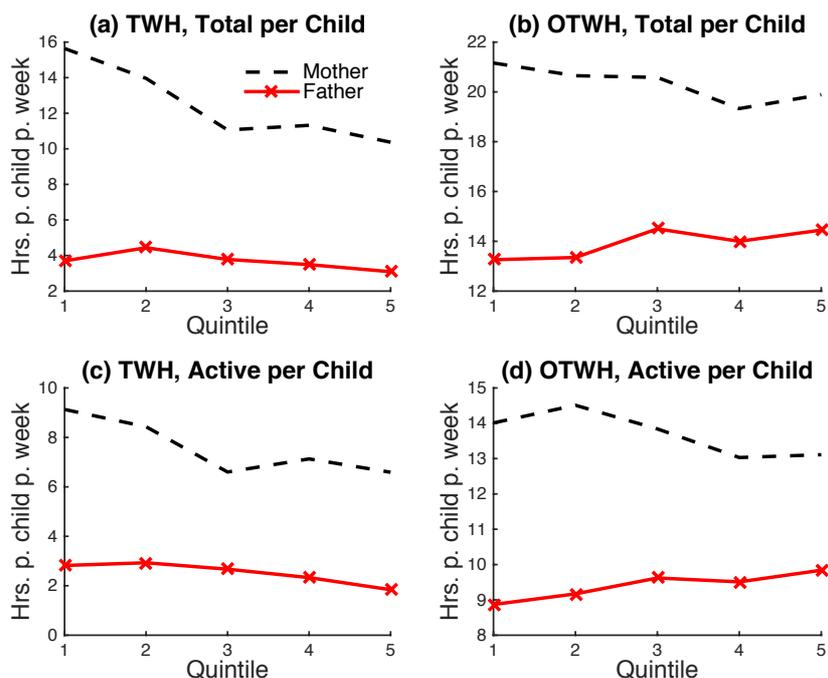 (a) TWH, Total per Child
Hrs. p. child p. week
16
14
12
10
8
6
4
2
Mother
Father
1 2 3 4 5
Quintile
(b) OTWH, Total per Child
Hrs. p. child p. week
22
20
18
16
14
12
1 2 3 4 5
Quintile
(c) TWH, Active per Child
Hrs. p. child p. week
10
8
6
4
2
0
1 2 3 4 5
Quintile
(d) OTWH, Active per Child
Hrs. p. child p. week
15
14
13
12
11
10
9
8
1 2 3 4 5
Quintile